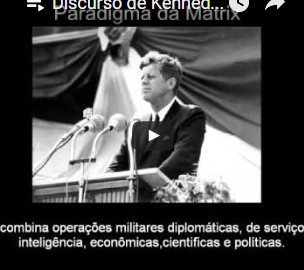 Discurso de Kenned...
Paradigma da Matrix
combina operações militares diplomáticas, de serviço
inteligência, econômicas,cientificas e políticas.